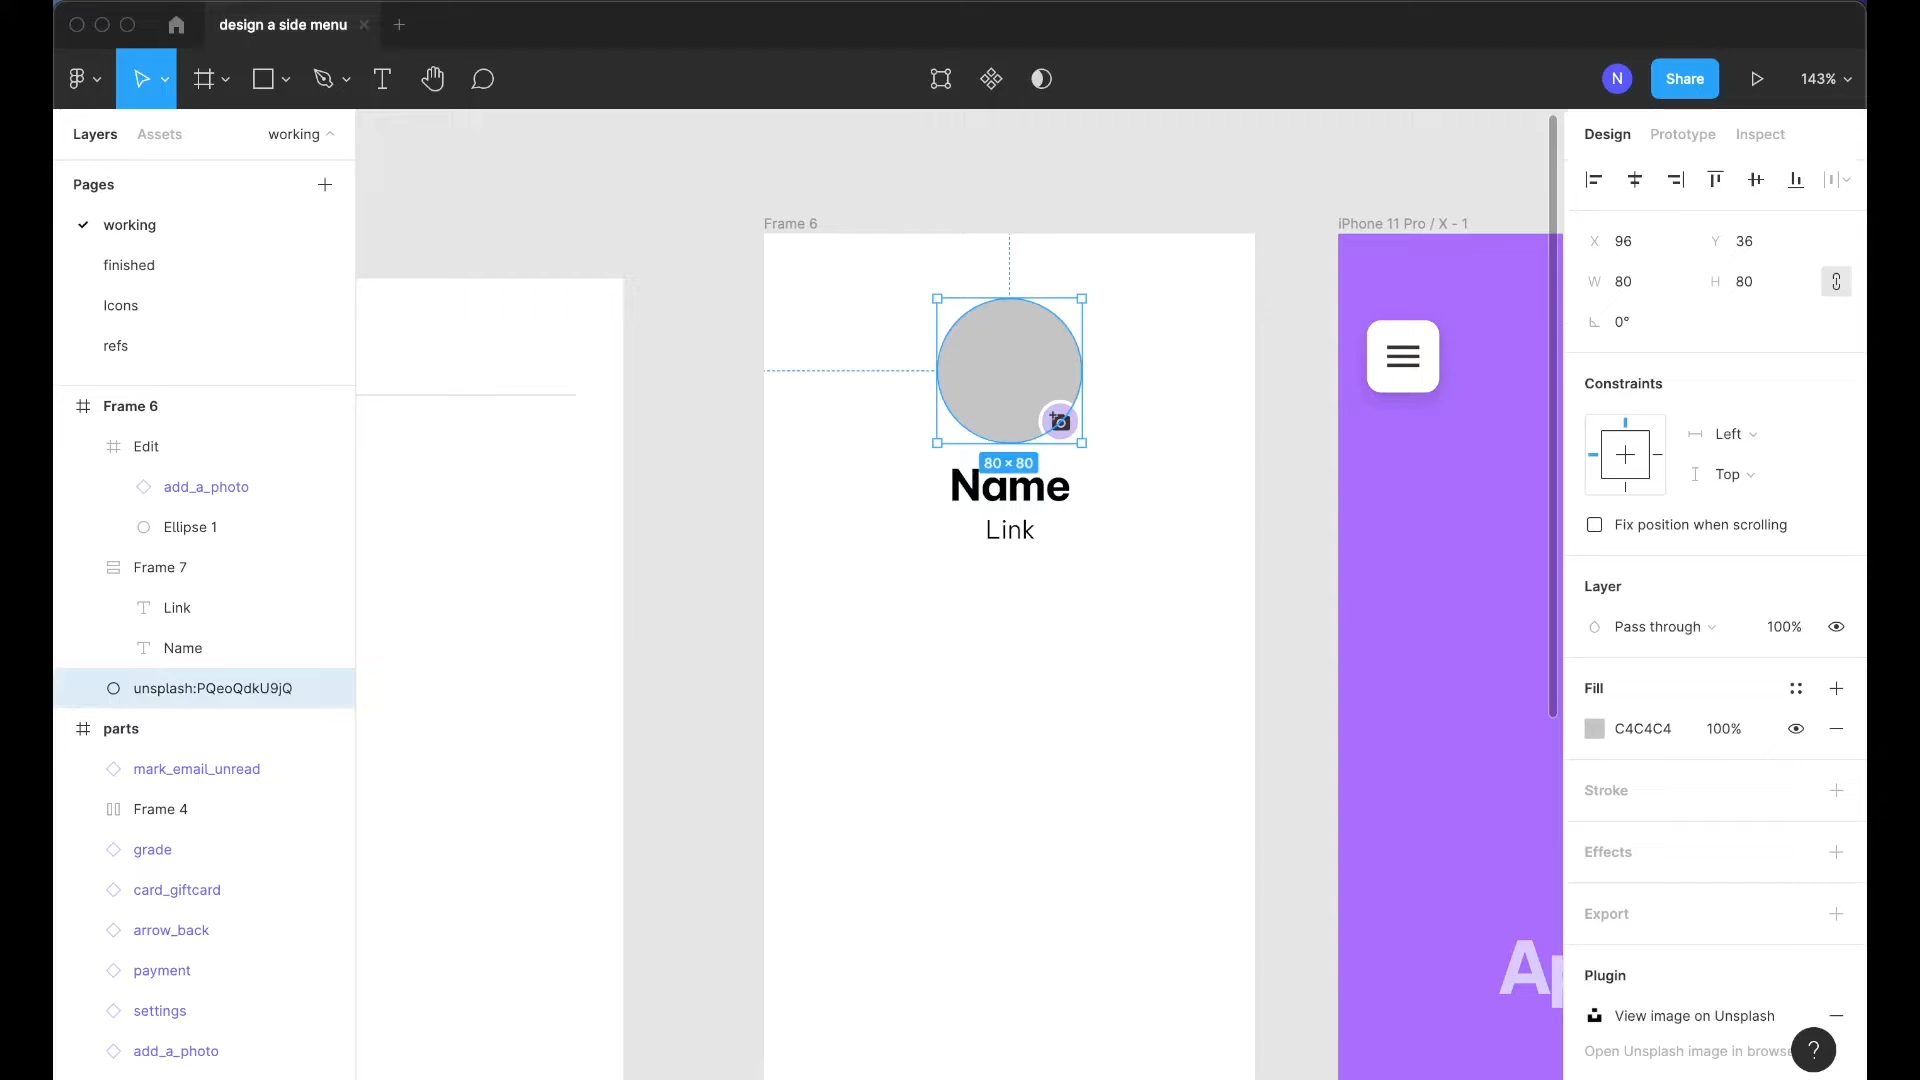 design a side menu
N
Share
143%
Layers
Assets
working
Pages
working
finished
Icons
refs
Frame 6
Edit
add_a_photo
Ellipse 1
Frame 7
Link
Name
unsplash:PQeoQdkU9jQ
parts
mark_email_unread
Frame 4
grade
card_giftcard
arrow_back
payment
settings
add_a_photo
Frame 6
80 × 80
Name
Link
iPhone 11 Pro / X - 1
Ap
Design
Prototype
Inspect
X 96
Y 36
W 80
H 80
0°
Constraints
Left
Top
Fix position when scrolling
Layer
Pass through
100%
Fill
C4C4C4
100%
Stroke
Effects
Export
Plugin
View image on Unsplash
Open Unsplash image in browse
?